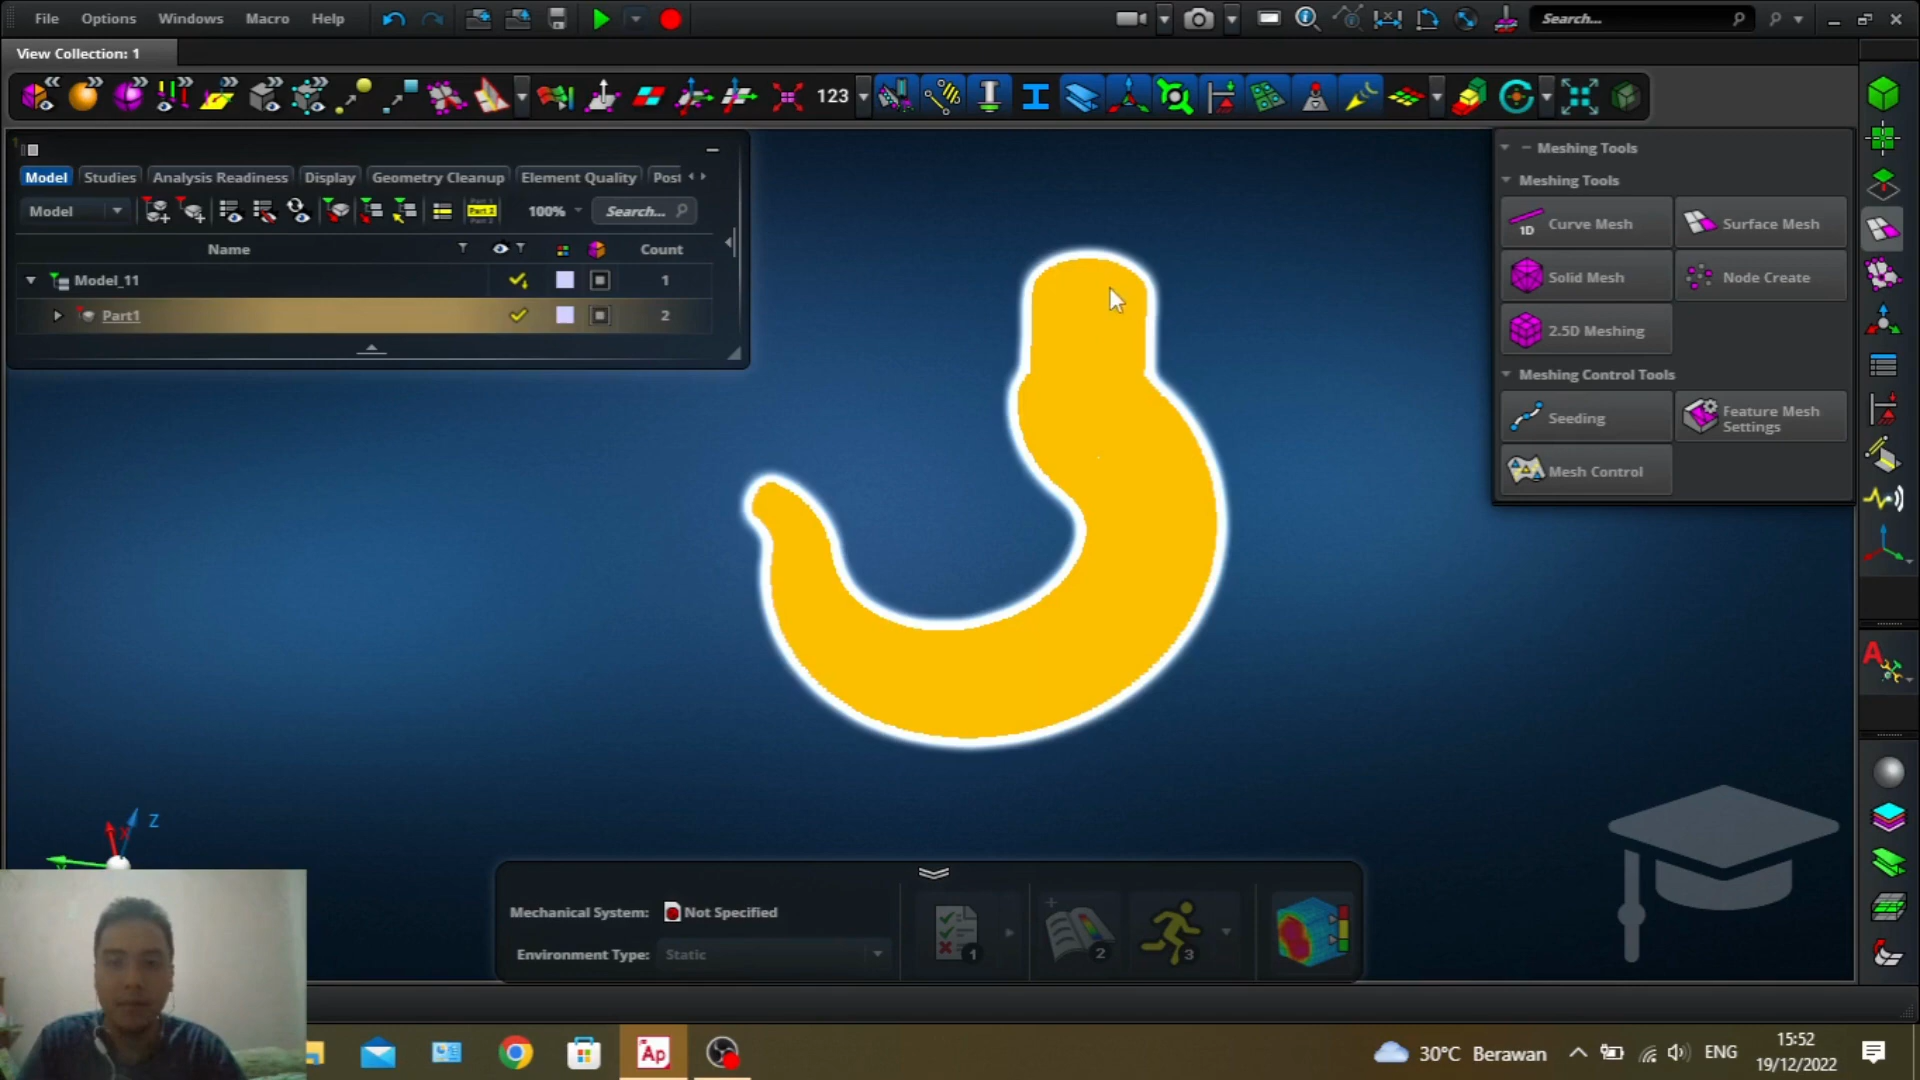 File Options Windows Macro Help
Search...
View Collection: 1
123
Model Studies Analysis Readiness Display Geometry Cleanup Element Quality Post
Model 100% Search...
Name Count
Model_11 1
Part1 2
Meshing Tools
Meshing Tools
1D Curve Mesh Surface Mesh
Solid Mesh Node Create
2.5D Meshing
Meshing Control Tools
Seeding Feature Mesh
Settings
Mesh Control
Z
X
Mechanical System: Not Specified
Environment Type: Static
1 2 3
Ap
30°C Berawan ENG
15:52
19/12/2022